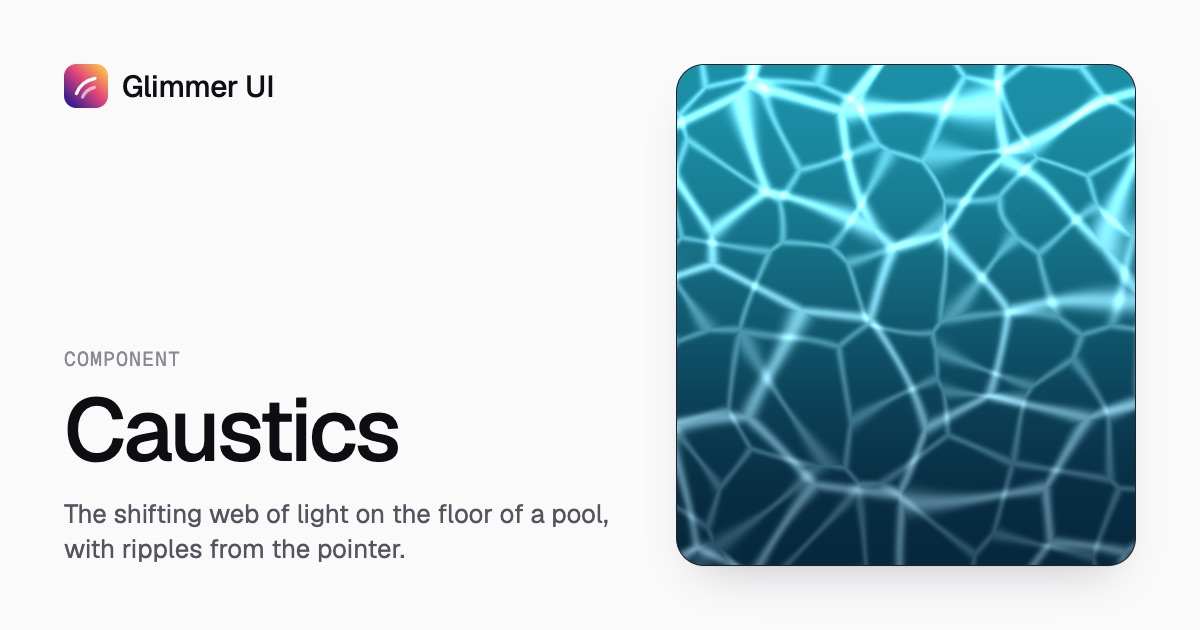 Glimmer UI
COMPONENT
Caustics
The shifting web of light on the floor of a pool,
with ripples from the pointer.